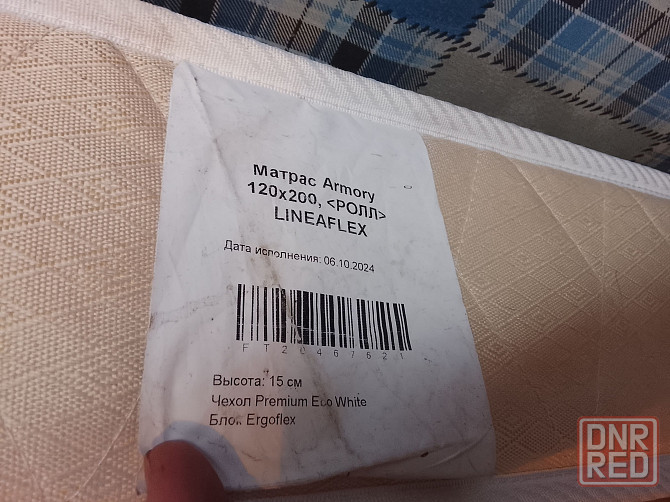 Матрас Armory
120x200, <РОЛЛ>
LINEAFLEX
Дата исполнения: 06.10.2024
FT20467621
Высота: 15 см
Чехол Premium Eco White
Блок Ergoflex
DNR
RED